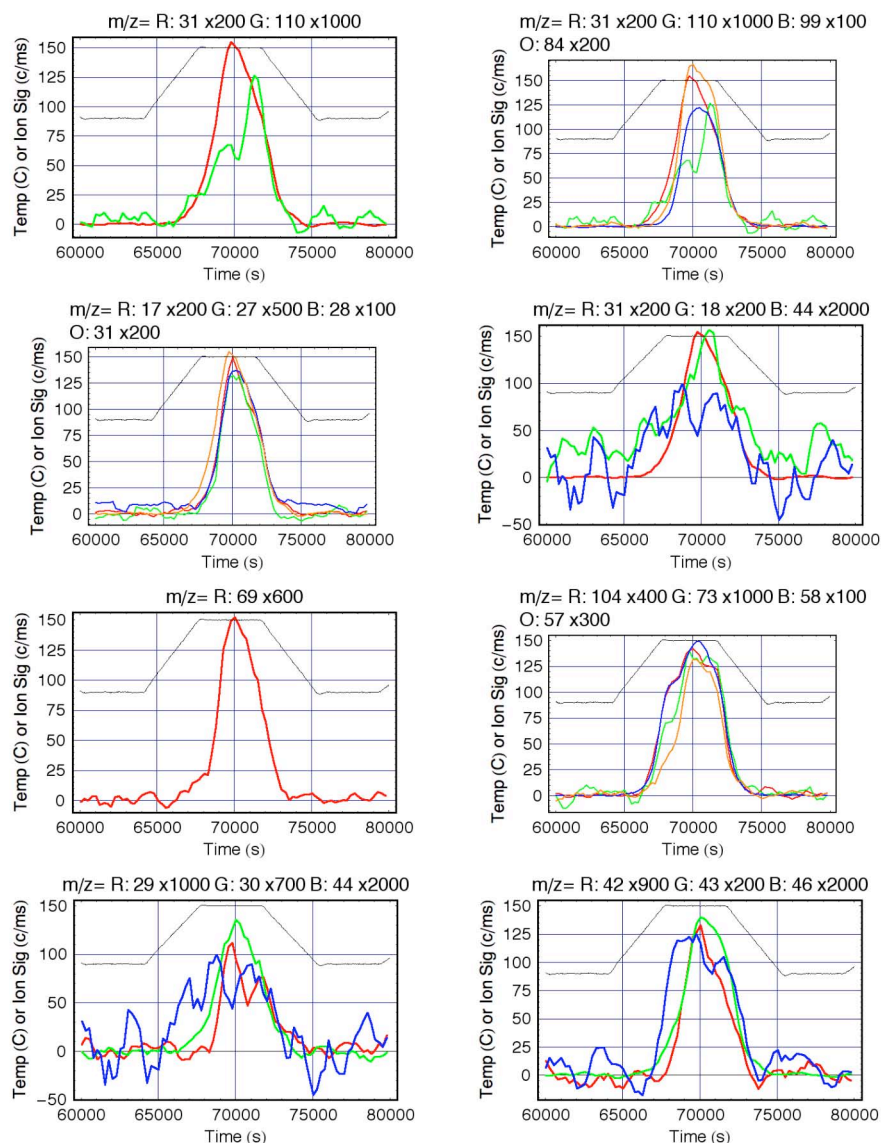 m/z= R: 31 x200 G: 110 x1000
Temp (C) or Ion Sig (c/ms)
150
125
100
75
50
25
0
60000 65000 70000 75000 80000
Time (s)
m/z= R: 31 x200 G: 110 x1000 B: 99 x100
O: 84 x200
Temp (C) or Ion Sig (c/ms)
150
125
100
75
50
25
0
60000 65000 70000 75000 80000
Time (s)
m/z= R: 17 x200 G: 27 x500 B: 28 x100
O: 31 x200
Temp (C) or Ion Sig (c/ms)
150
125
100
75
50
25
0
60000 65000 70000 75000 80000
Time (s)
m/z= R: 31 x200 G: 18 x200 B: 44 x2000
Temp (C) or Ion Sig (c/ms)
150
100
50
0
−50
60000 65000 70000 75000 80000
Time (s)
m/z= R: 69 x600
Temp (C) or Ion Sig (c/ms)
150
125
100
75
50
25
0
60000 65000 70000 75000 80000
Time (s)
m/z= R: 104 x400 G: 73 x1000 B: 58 x100
O: 57 x300
Temp (C) or Ion Sig (c/ms)
150
125
100
75
50
25
0
60000 65000 70000 75000 80000
Time (s)
m/z= R: 29 x1000 G: 30 x700 B: 44 x2000
Temp (C) or Ion Sig (c/ms)
150
100
50
0
−50
60000 65000 70000 75000 80000
Time (s)
m/z= R: 42 x900 G: 43 x200 B: 46 x2000
Temp (C) or Ion Sig (c/ms)
150
125
100
75
50
25
0
60000 65000 70000 75000 80000
Time (s)